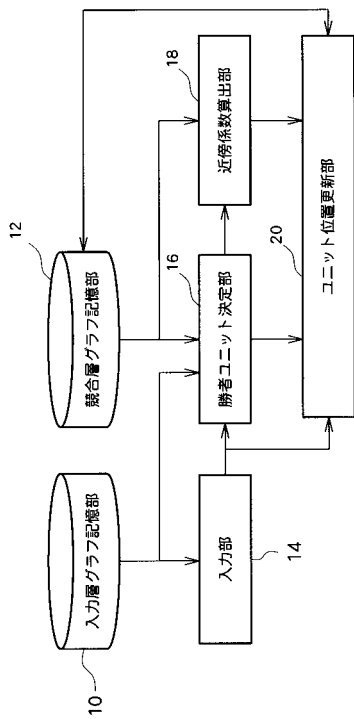 10
入力層グラフ記憶部
12
競合層グラフ記憶部
14
入力部
16
勝者ユニット決定部
18
近傍係数算出部
20
ユニット位置更新部